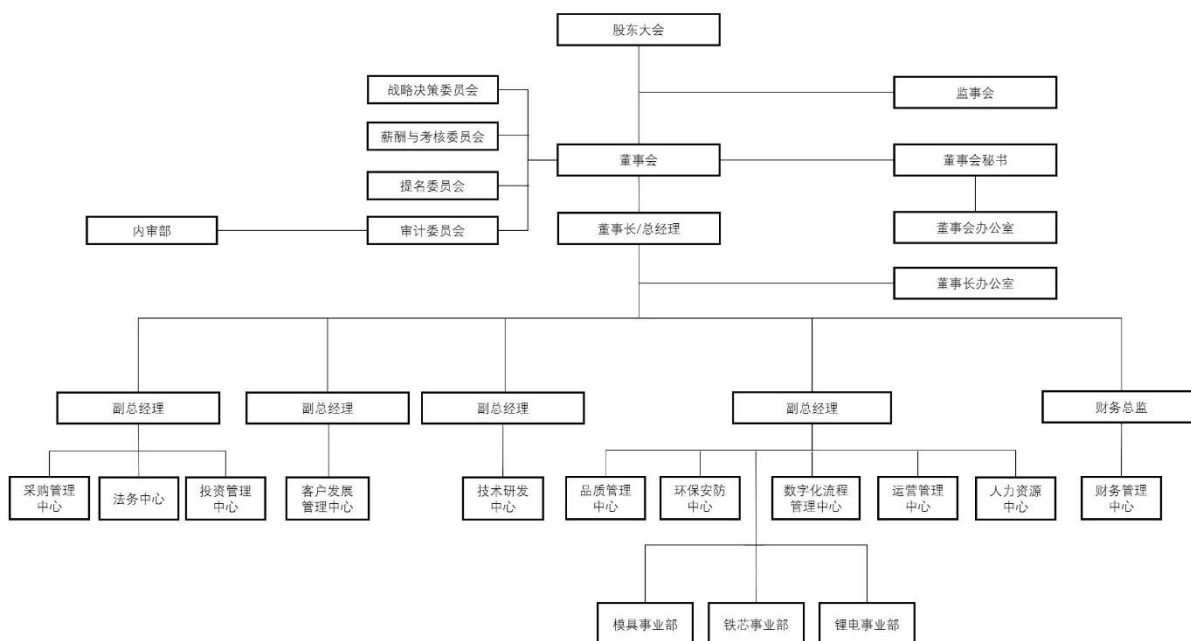 股东大会
战略决策委员会
监事会
薪酬与考核委员会
董事会
董事会秘书
提名委员会
内审部
审计委员会
董事长/总经理
董事会办公室
董事长办公室
副总经理
副总经理
副总经理
副总经理
财务总监
采购管理
中心
法务中心
投资管理
中心
客户发展
管理中心
技术研发
中心
品质管理
中心
环保安防
中心
数字化流程
管理中心
运营管理
中心
人力资源
中心
财务管理
中心
模具事业部
铁芯事业部
锂电事业部